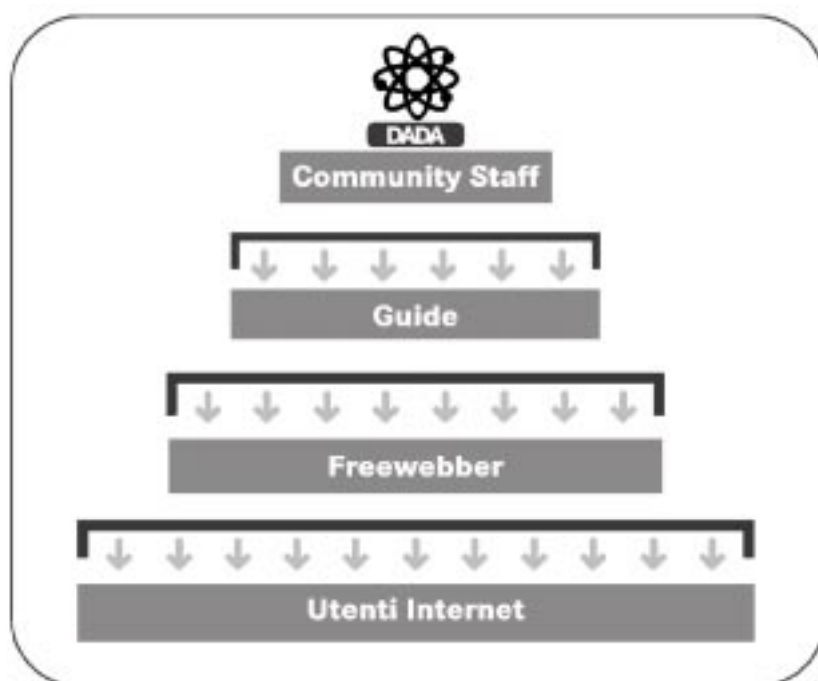 DADA
Community Staff
Guide
Freewebber
Utenti Internet